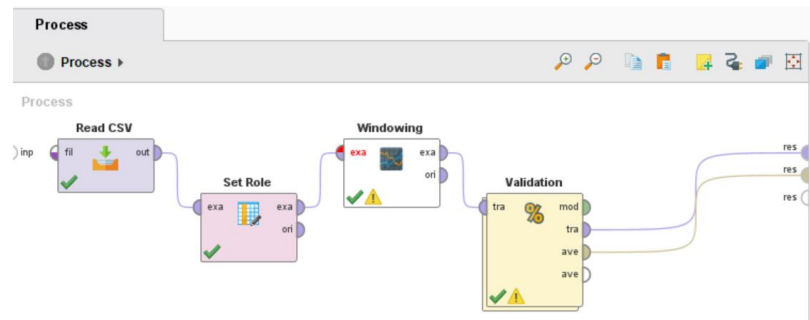 Process
Process
Process
Read CSV
inp
fil
out
Set Role
exa
exa
ori
Windowing
exa
exa
ori
Validation
tra
mod
tra
ave
ave
%
res
res
res